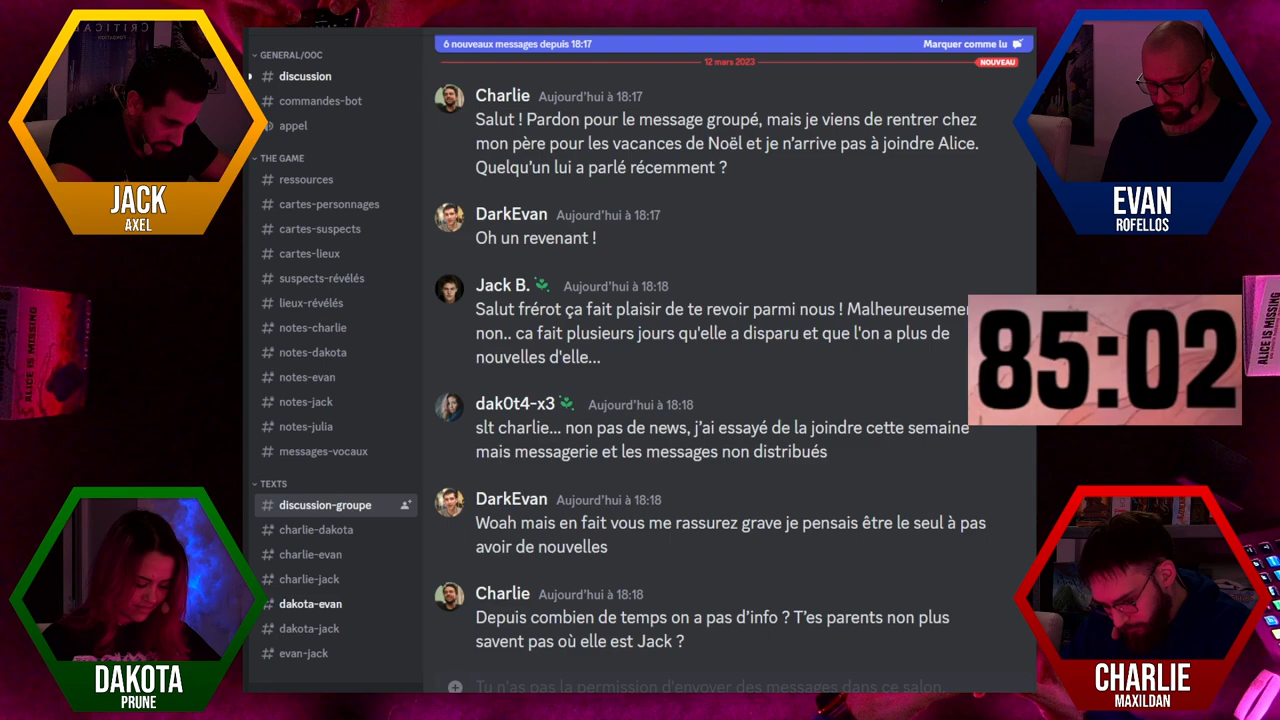 CRITICAL
FONDATION
JACK
AXEL
EVAN
ROFELLOS
DAKOTA
PRUNE
CHARLIE
MAXILDAN
GENERAL/OOC
discussion
commandes-bot
appel
THE GAME
ressources
cartes-personnages
cartes-suspects
cartes-lieux
suspects-révélés
lieux-révélés
notes-charlie
notes-dakota
notes-evan
notes-jack
notes-julia
messages-vocaux
TEXTS
discussion-groupe
charlie-dakota
charlie-evan
charlie-jack
dakota-evan
dakota-jack
evan-jack
6 nouveaux messages depuis 18:17
Marquer comme lu
12 mars 2023
NOUVEAU
Charlie Aujourd'hui à 18:17
Salut ! Pardon pour le message groupé, mais je viens de rentrer chez
mon père pour les vacances de Noël et je n'arrive pas à joindre Alice.
Quelqu'un lui a parlé récemment ?
DarkEvan Aujourd'hui à 18:17
Oh un revenant !
Jack B. Aujourd'hui à 18:18
Salut frérot ça fait plaisir de te revoir parmi nous ! Malheureusemen
non.. ca fait plusieurs jours qu'elle a disparu et que l'on a plus de
nouvelles d'elle...
dak0t4-x3 Aujourd'hui à 18:18
slt charlie... non pas de news, j'ai essayé de la joindre cette semaine
mais messagerie et les messages non distribués
DarkEvan Aujourd'hui à 18:18
Woah mais en fait vous me rassurez grave je pensais être le seul à pas
avoir de nouvelles
Charlie Aujourd'hui à 18:18
Depuis combien de temps on a pas d'info ? T'es parents non plus
savent pas où elle est Jack ?
Tu n'as pas la permission d'envoyer des messages dans ce salon.
85:02
ALICE IS MISSING
ALICE IS MISSING